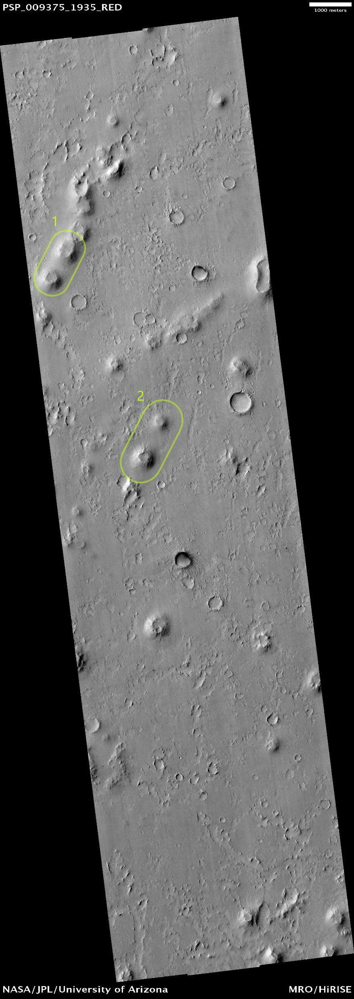 PSP_009375_1935_RED
1000 meters
1
2
NASA/JPL/University of Arizona
MRO/HiRISE